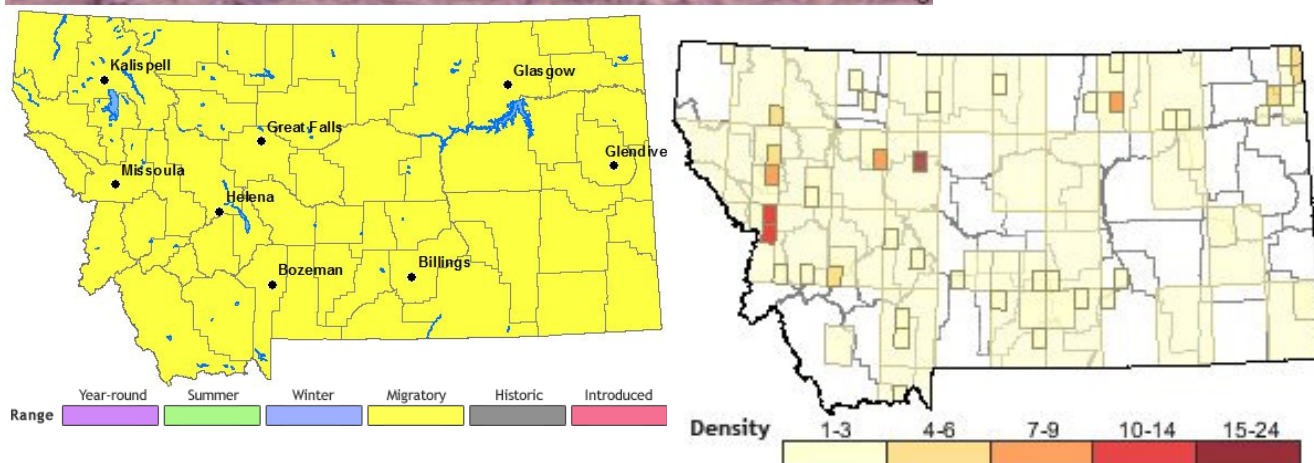 Kalispell
Glasgow
Great Falls
Glendive
Missoula
Helena
Bozeman
Billings
Range
Year-round
Summer
Winter
Migratory
Historic
Introduced
Density
1-3
4-6
7-9
10-14
15-24